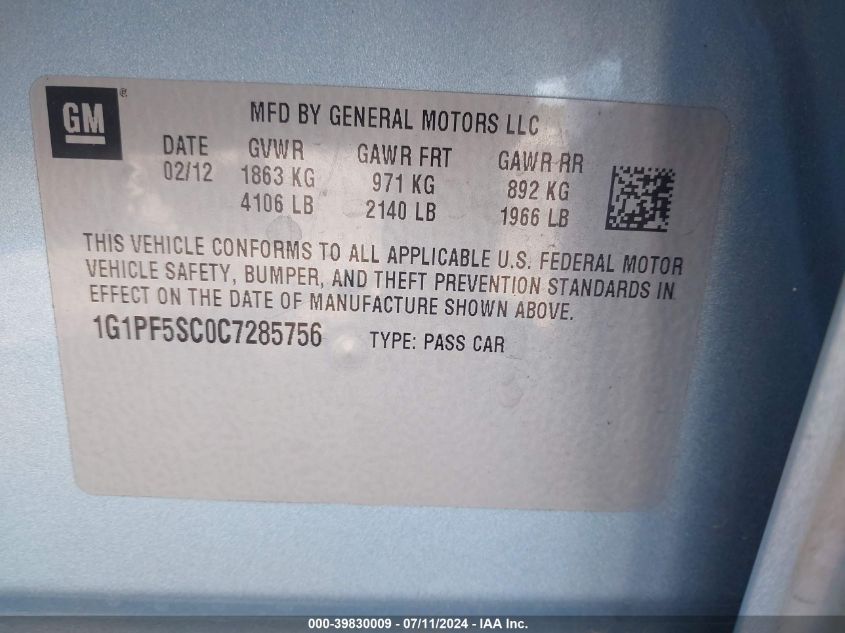 GM ®
MFD BY GENERAL MOTORS LLC
DATE GVWR GAWR FRT GAWR RR
02/12 1863 KG 971 KG 892 KG
4106 LB 2140 LB 1966 LB
THIS VEHICLE CONFORMS TO ALL APPLICABLE U.S. FEDERAL MOTOR
VEHICLE SAFETY, BUMPER, AND THEFT PREVENTION STANDARDS IN
EFFECT ON THE DATE OF MANUFACTURE SHOWN ABOVE.
1G1PF5SC0C7285756 TYPE: PASS CAR
000-39830009 - 07/11/2024 - IAA Inc.